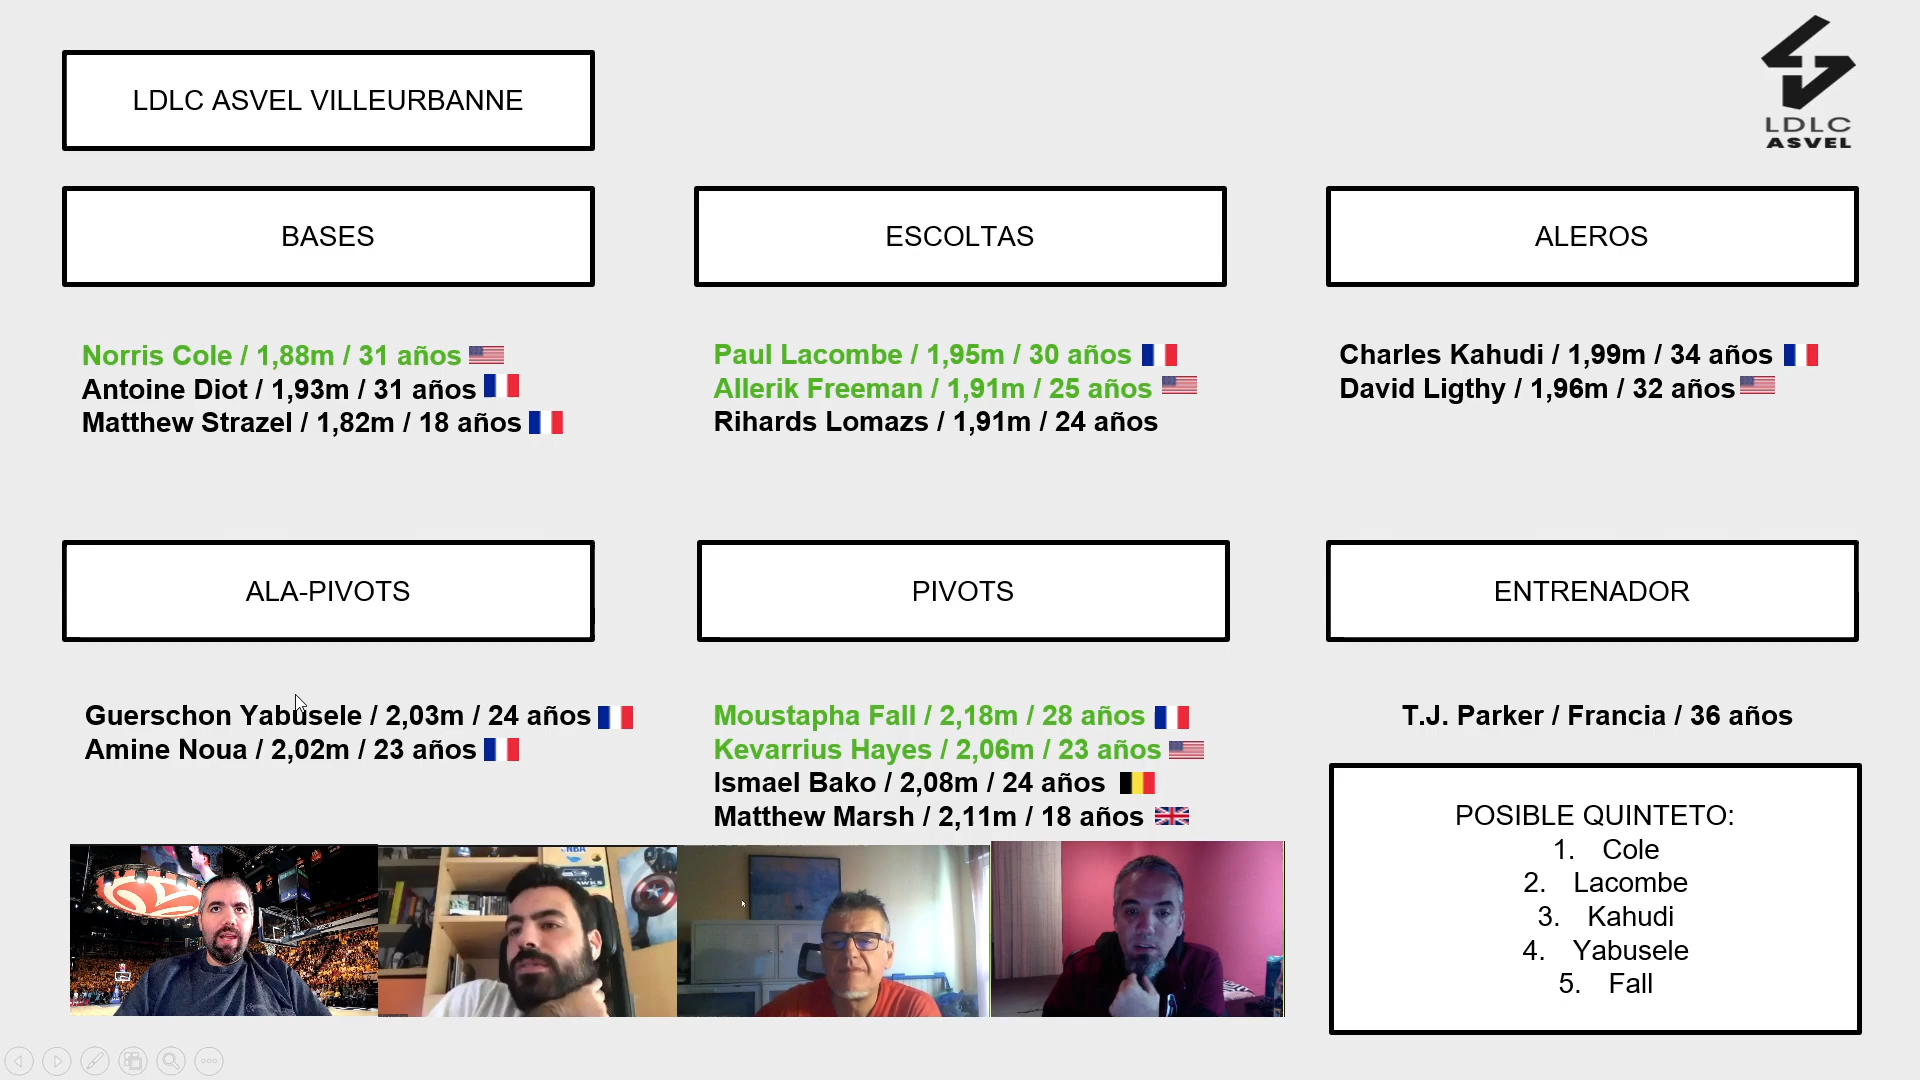 LDLC ASVEL VILLEURBANNE
LDLC
ASVEL
BASES
ESCOLTAS
ALEROS
Norris Cole / 1,88m / 31 años
Antoine Diot / 1,93m / 31 años
Matthew Strazel / 1,82m / 18 años
Paul Lacombe / 1,95m / 30 años
Allerik Freeman / 1,91m / 25 años
Rihards Lomazs / 1,91m / 24 años
Charles Kahudi / 1,99m / 34 años
David Ligthy / 1,96m / 32 años
ALA-PIVOTS
PIVOTS
ENTRENADOR
Guerschon Yabusele / 2,03m / 24 años
Amine Noua / 2,02m / 23 años
Moustapha Fall / 2,18m / 28 años
Kevarrius Hayes / 2,06m / 23 años
Ismael Bako / 2,08m / 24 años
Matthew Marsh / 2,11m / 18 años
T.J. Parker / Francia / 36 años
POSIBLE QUINTETO:
1. Cole
2. Lacombe
3. Kahudi
4. Yabusele
5. Fall
NBA